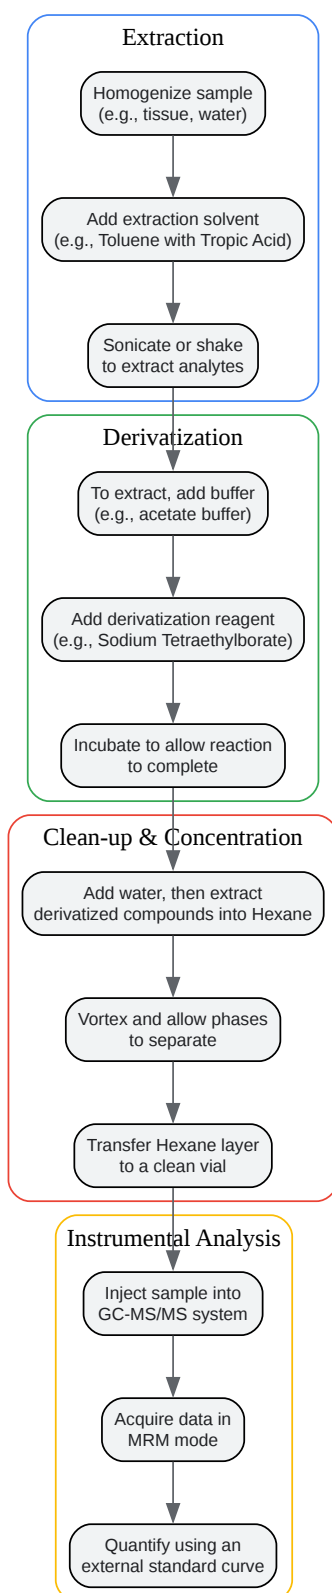 Extraction
Homogenize sample
(e.g., tissue, water)
Add extraction solvent
(e.g., Toluene with Tropic Acid)
Sonicate or shake
to extract analytes
Derivatization
To extract, add buffer
(e.g., acetate buffer)
Add derivatization reagent
(e.g., Sodium Tetraethylborate)
Incubate to allow reaction
to complete
Clean-up & Concentration
Add water, then extract
derivatized compounds into Hexane
Vortex and allow phases
to separate
Transfer Hexane layer
to a clean vial
Instrumental Analysis
Inject sample into
GC-MS/MS system
Acquire data in
MRM mode
Quantify using an
external standard curve